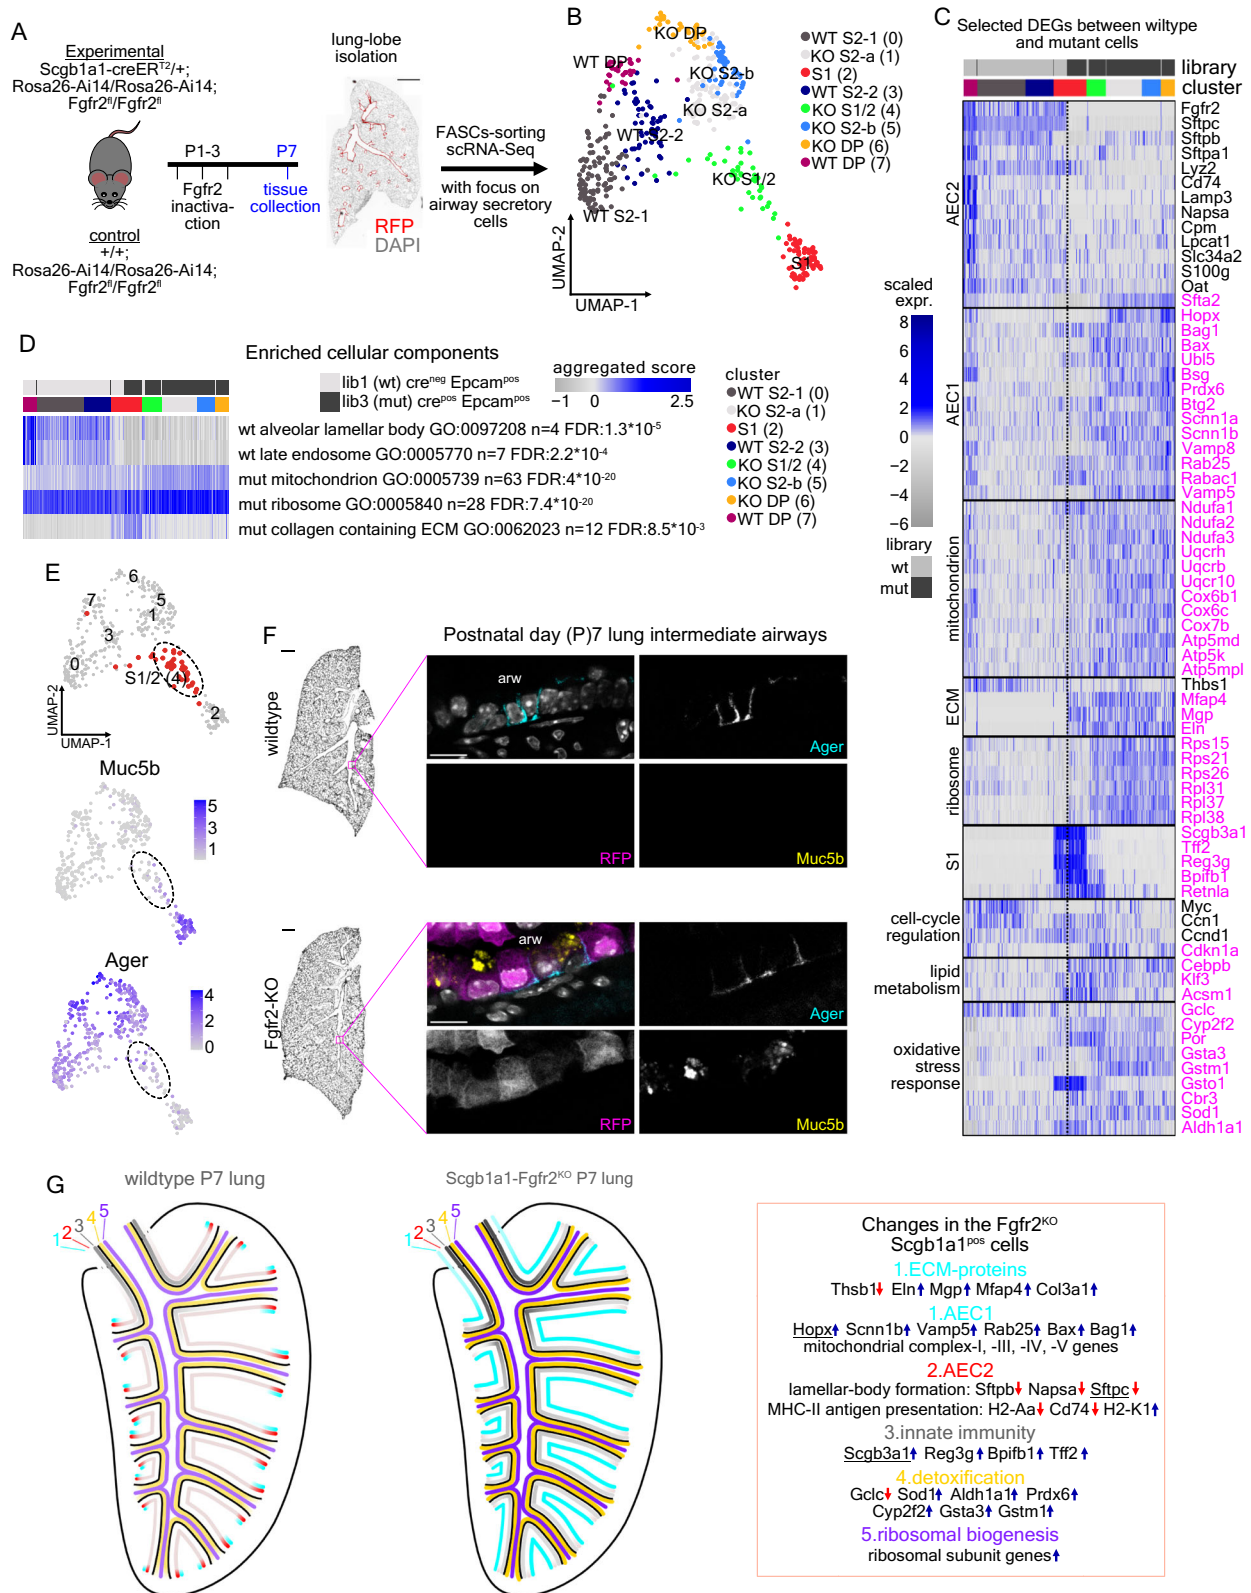 A
Experimental
Scgb1a1-creERT2/+;
Rosa26-Ai14/Rosa26-Ai14;
Fgfr2fl/Fgfr2fl
control
+/+;
Rosa26-Ai14/Rosa26-Ai14;
Fgfr2fl/Fgfr2fl
P1-3
P7
Fgfr2
inactiva-
ction
tissue
collection
lung-lobe
isolation
RFP
DAPI
FASCs-sorting
scRNA-Seq
with focus on
airway secretory
cells
B
KO DP
WT DP
KO S2-b
KO S2-a
WT S2-2
KO S1/2
WT S2-1
S1
UMAP-2
UMAP-1
WT S2-1 (0)
KO S2-a (1)
S1 (2)
WT S2-2 (3)
KO S1/2 (4)
KO S2-b (5)
KO DP (6)
WT DP (7)
C
Selected DEGs between wiltype
and mutant cells
library
cluster
AEC2
Fgfr2
Sftpc
Sftpb
Sftpa1
Lyz2
Cd74
Lamp3
Napsa
Cpm
Lpcat1
Slc34a2
S100g
Oat
Sfta2
AEC1
Hopx
Bag1
Bax
Ubl5
Bsg
Prdx6
Btg2
Scnn1a
Scnn1b
Vamp8
Rab25
Rabac1
Vamp5
mitochondrion
Ndufa1
Ndufa2
Ndufa3
Uqcrh
Uqcrb
Uqcr10
Cox6b1
Cox6c
Cox7b
Atp5md
Atp5k
Atp5mpl
ECM
Thbs1
Mfap4
Mgp
Eln
ribosome
Rps15
Rps21
Rps26
Rpl31
Rpl37
Rpl38
S1
Scgb3a1
Tff2
Reg3g
Bpifb1
Retnla
cell-cycle
regulation
Myc
Ccn1
Ccnd1
Cdkn1a
lipid
metabolism
Cebpb
Klf3
Acsm1
oxidative
stress
response
Gclc
Cyp2f2
Por
Gsta3
Gstm1
Gsto1
Cbr3
Sod1
Aldh1a1
scaled
expr.
8
6
4
2
0
−2
−4
−6
library
wt
mut
D
Enriched cellular components
lib1 (wt) creneg Epcampos
lib3 (mut) crepos Epcampos
aggregated score
−1
0
2.5
wt alveolar lamellar body GO:0097208 n=4 FDR:1.3*10-5
wt late endosome GO:0005770 n=7 FDR:2.2*10-4
mut mitochondrion GO:0005739 n=63 FDR:4*10-20
mut ribosome GO:0005840 n=28 FDR:7.4*10-20
mut collagen containing ECM GO:0062023 n=12 FDR:8.5*10-3
cluster
WT S2-1 (0)
KO S2-a (1)
S1 (2)
WT S2-2 (3)
KO S1/2 (4)
KO S2-b (5)
KO DP (6)
WT DP (7)
E
6
7
5
1
3
0
S1/2 (4)
2
UMAP-2
UMAP-1
Muc5b
5
3
1
Ager
4
2
0
F
Postnatal day (P)7 lung intermediate airways
wildtype
arw
Ager
RFP
Muc5b
Fgfr2-KO
arw
Ager
RFP
Muc5b
G
wildtype P7 lung
1
2
3
4
5
Scgb1a1-Fgfr2KO P7 lung
1
2
3
4
5
Changes in the Fgfr2KO
Scgb1a1pos cells
1.ECM-proteins
Thsb1↓ Eln↑ Mgp↑ Mfap4↑ Col3a1↑
1.AEC1
Hopx↑ Scnn1b↑ Vamp5↑ Rab25↑ Bax↑ Bag1↑
mitochondrial complex-I, -III, -IV, -V genes
2.AEC2
lamellar-body formation: Sftpb↓ Napsa↓ Sftpc↓
MHC-II antigen presentation: H2-Aa↓ Cd74↓ H2-K1↑
3.innate immunity
Scgb3a1↑ Reg3g↑ Bpifb1↑ Tff2↑
4.detoxification
Gclc↓ Sod1↑ Aldh1a1↑ Prdx6↑
Cyp2f2↑ Gsta3↑ Gstm1↑
5.ribosomal biogenesis
ribosomal subunit genes↑